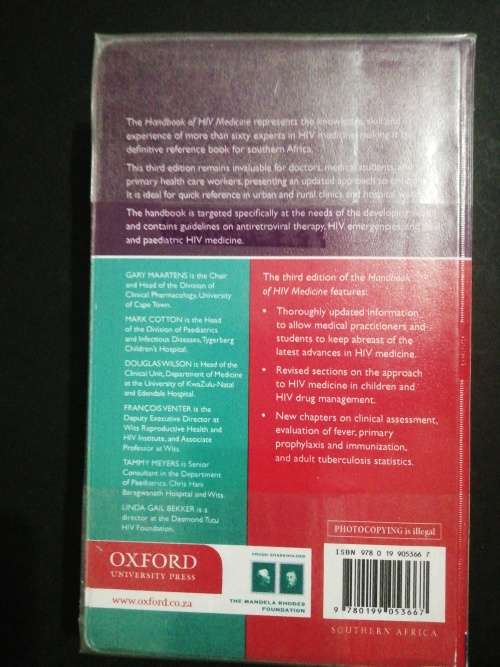 The Handbook of HIV Medicine represents the knowledge, skill and
experience of more than sixty experts in HIV medicine, making it the
definitive reference book for southern Africa.
This third edition remains invaluable for doctors, medical students, and
primary health care workers, presenting an updated approach to
It is ideal for quick reference in urban and rural clinics and hospital
The handbook is targeted specifically at the needs of the developing
and contains guidelines on antiretroviral therapy, HIV emergencies, and adult
and paediatric HIV medicine.
GARY MAARTENS is the Chair
and Head of the Division of
Clinical Pharmacology, University
of Cape Town.
MARK COTTON is the Head
of the Division of Paediatrics
and Infectious Diseases, Tygerberg
Children's Hospital.
DOUGLAS WILSON is Head of the
Clinical Unit, Department of Medicine
at the University of KwaZulu-Natal
and Edendale Hospital.
FRANÇOIS VENTER is the
Deputy Executive Director at
Wits Reproductive Health and
HIV Institute, and Associate
Professor at Wits.
TAMMY MEYERS is Senior
Consultant in the Department
of Paediatrics, Chris Hani
Baragwanath Hospital and Wits.
LINDA GAIL BEKKER is a
director at the Desmond Tutu
HIV Foundation.
The third edition of the Handbook
of HIV Medicine features:
• Thoroughly updated information
to allow medical practitioners and
students to keep abreast of the
latest advances in HIV medicine.
• Revised sections on the approach
to HIV medicine in children and
HIV drug management.
• New chapters on clinical assessment,
evaluation of fever, primary
prophylaxis and immunization,
and adult tuberculosis statistics.
PHOTOCOPYING is illegal
OXFORD
UNIVERSITY PRESS
www.oxford.co.za
PROUD SHAREHOLDER
THE MANDELA RHODES
FOUNDATION
ISBN 978 0 19 905366 7
9 780199 053667
SOUTHERN AFRICA